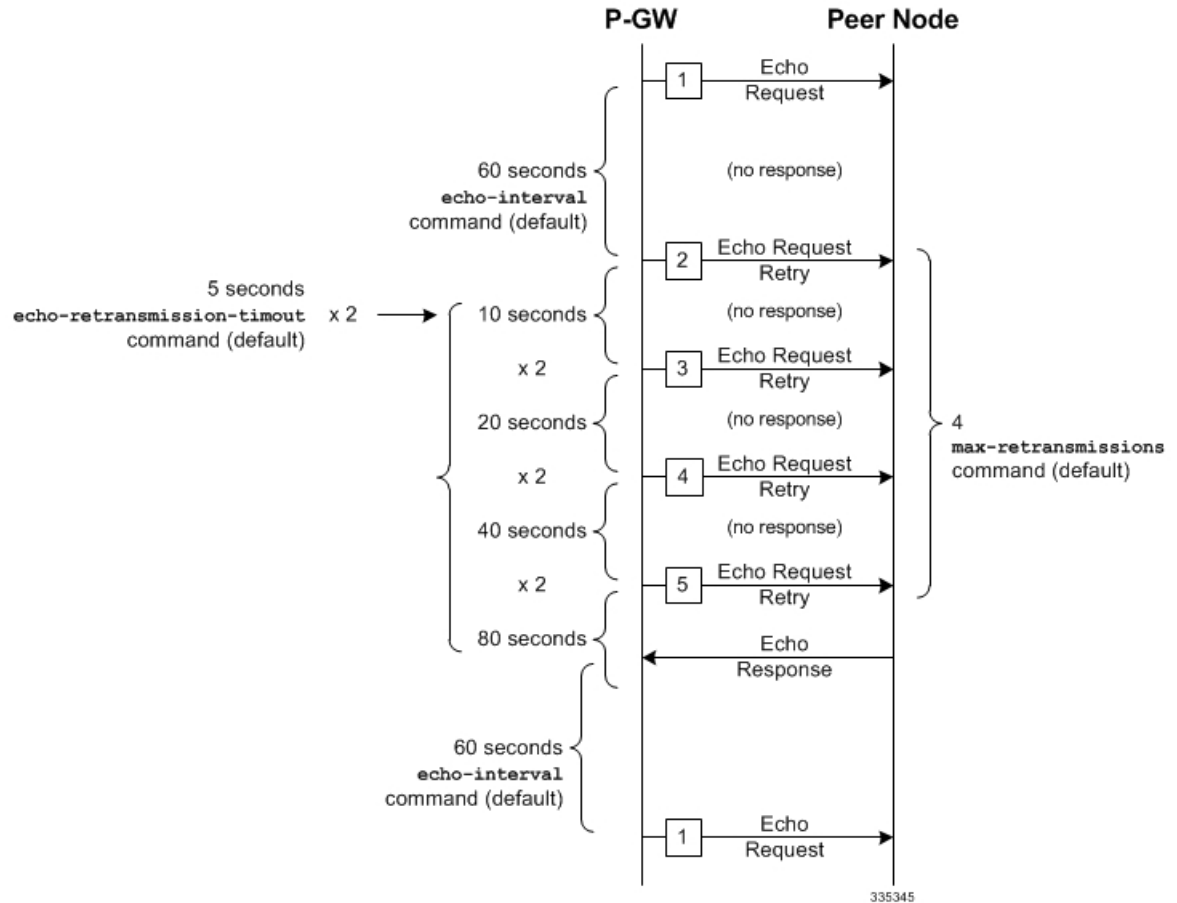 P-GW
Peer Node
1
Echo
Request
60 seconds
echo-interval
command (default)
(no response)
2
Echo Request
Retry
5 seconds
echo-retransmission-timout
command (default)
x 2
10 seconds
(no response)
x 2
3
Echo Request
Retry
20 seconds
(no response)
4
max-retransmissions
command (default)
x 2
4
Echo Request
Retry
40 seconds
(no response)
x 2
5
Echo Request
Retry
80 seconds
Echo
Response
60 seconds
echo-interval
command (default)
1
Echo
Request
335345